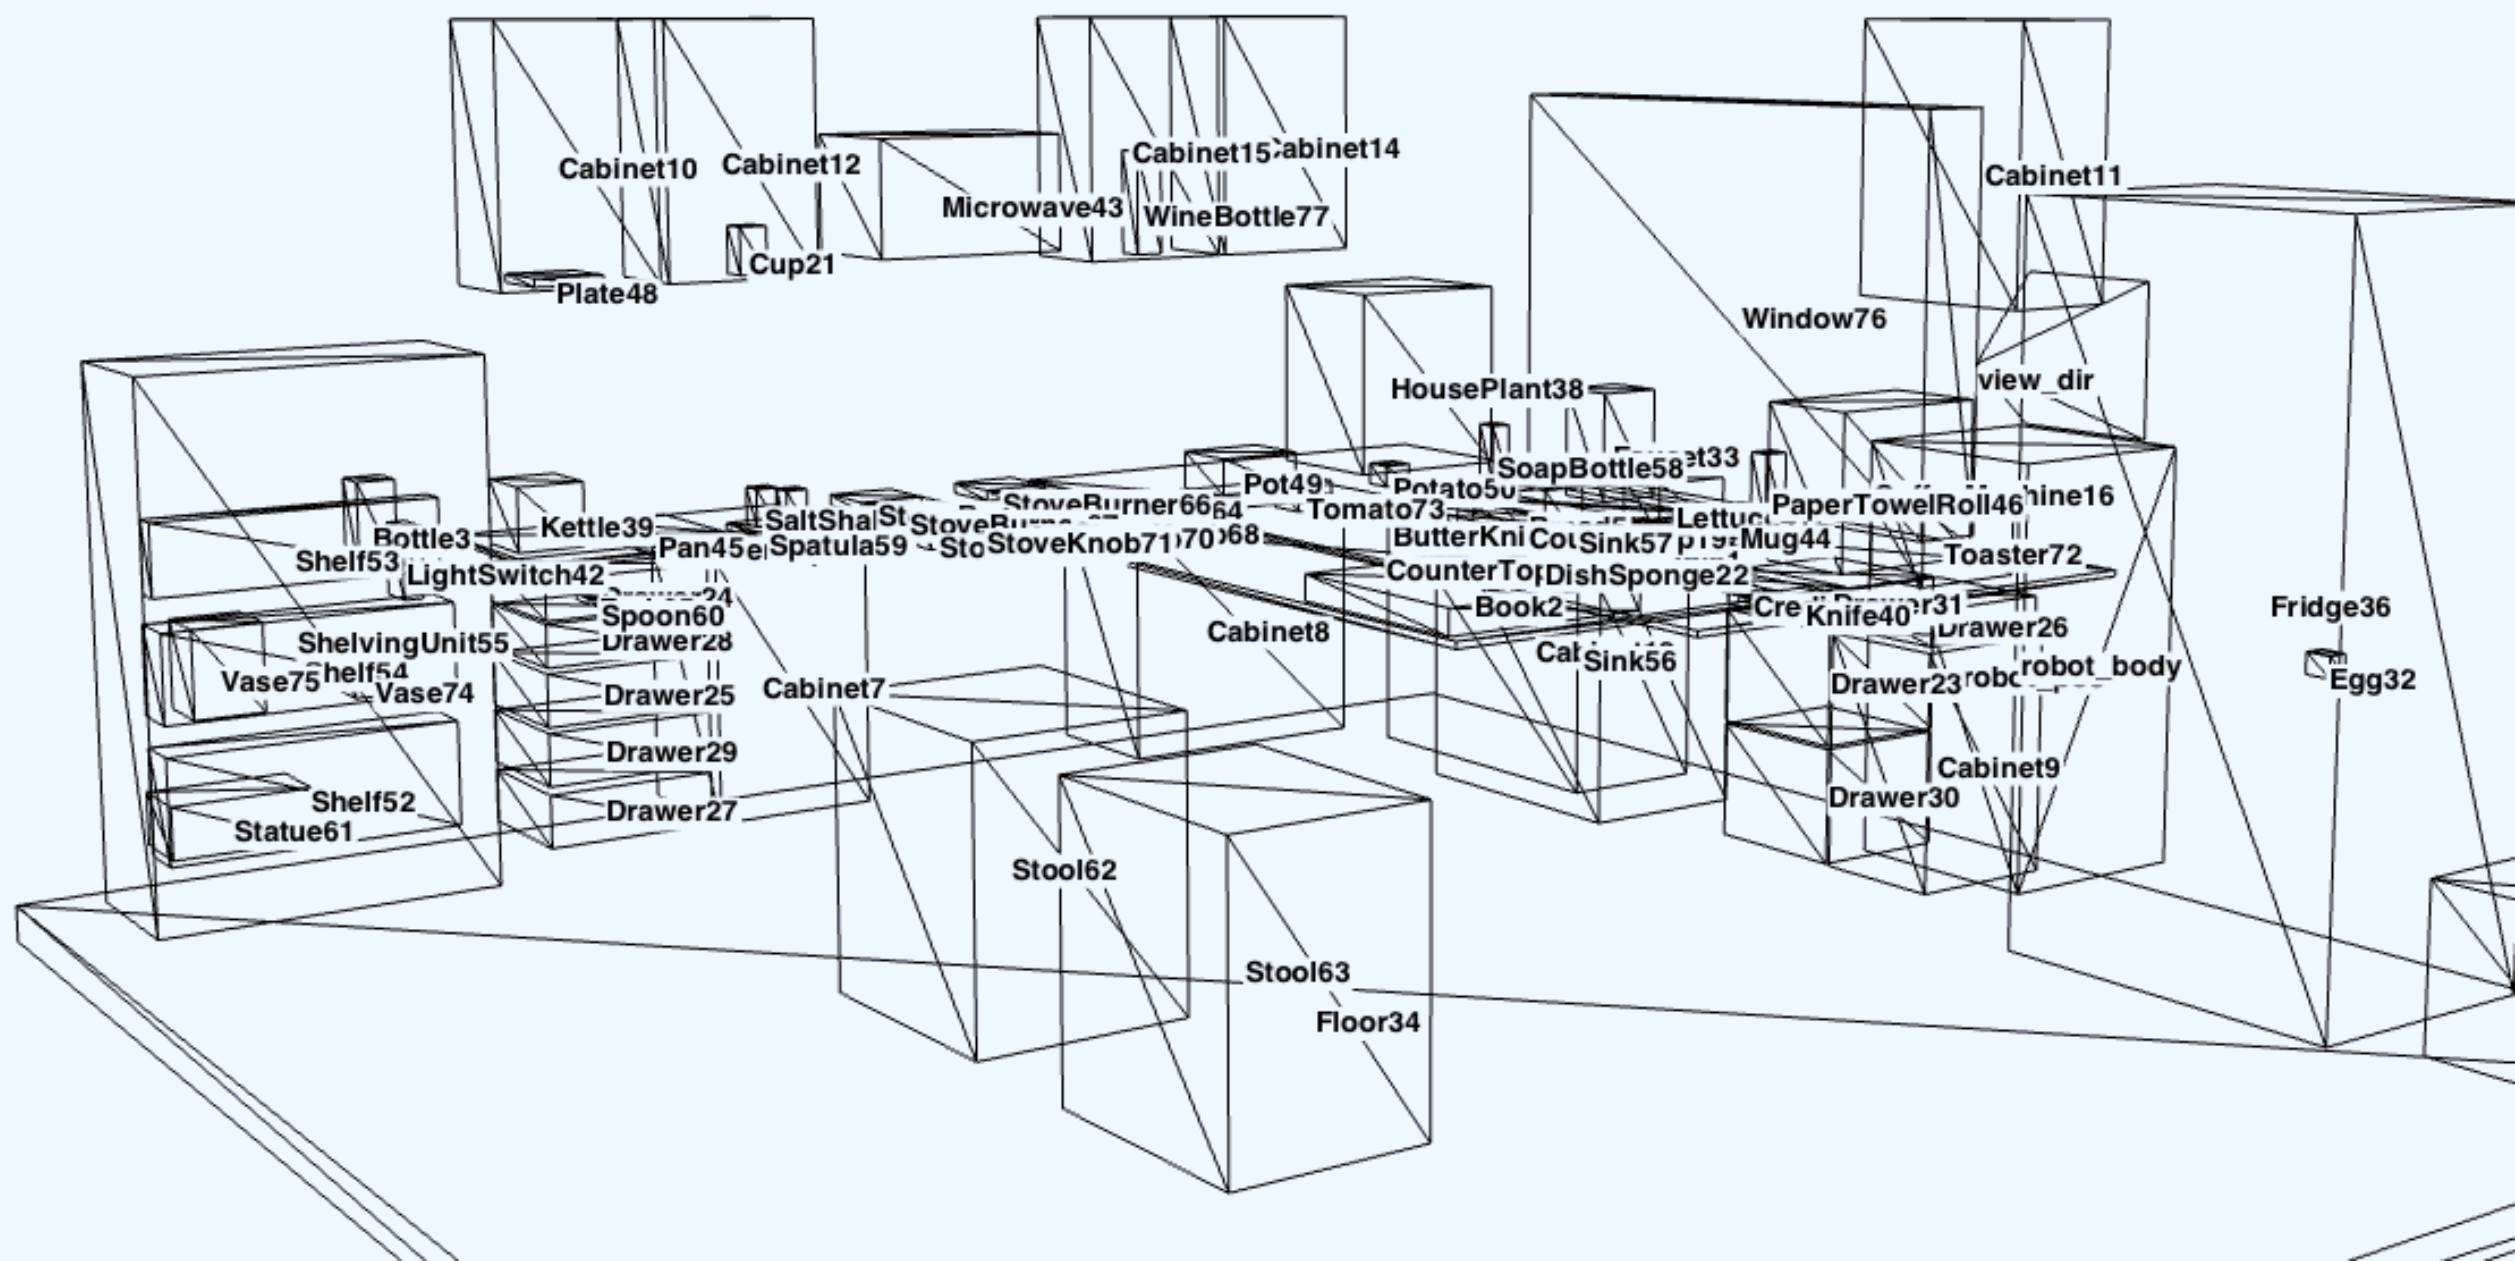 Cabinet15
Cabinet14
Cabinet10
Cabinet12
Cabinet11
Microwave43
WineBottle77
Cup21
Plate48
Window76
view_dir
HousePlant38
SoapBottle58
Pot49
StoveBurner66
PaperTowelRoll46
Tomato73
Kettle39
Bottle3
Pan45
Spatula59
StoveKnob71
Sink57
Mug44
Toaster72
Shelf53
LightSwitch42
DishSponge22
Book2
Knife40
Fridge36
Spoon60
Drawer28
Drawer26
Cabinet8
ShelvingUnit55
Sink56
robot_body
Vase75
Vase74
Drawer25
Cabinet7
Drawer23
Egg32
Drawer29
Cabinet9
Drawer30
Shelf52
Drawer27
Statue61
Stool62
Stool63
Floor34